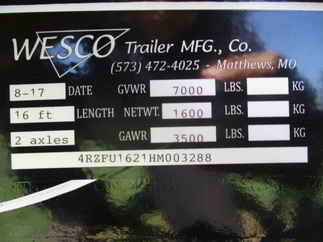 WESCO Trailer MFG., Co.
(573) 472-4025 - Matthews, MO
8-17 DATE GVWR 7000 LBS. KG
16 ft LENGTH NETWT. 1600 LBS. KG
2 axles GAWR 3500 LBS. KG
4RZFU1621HM003288